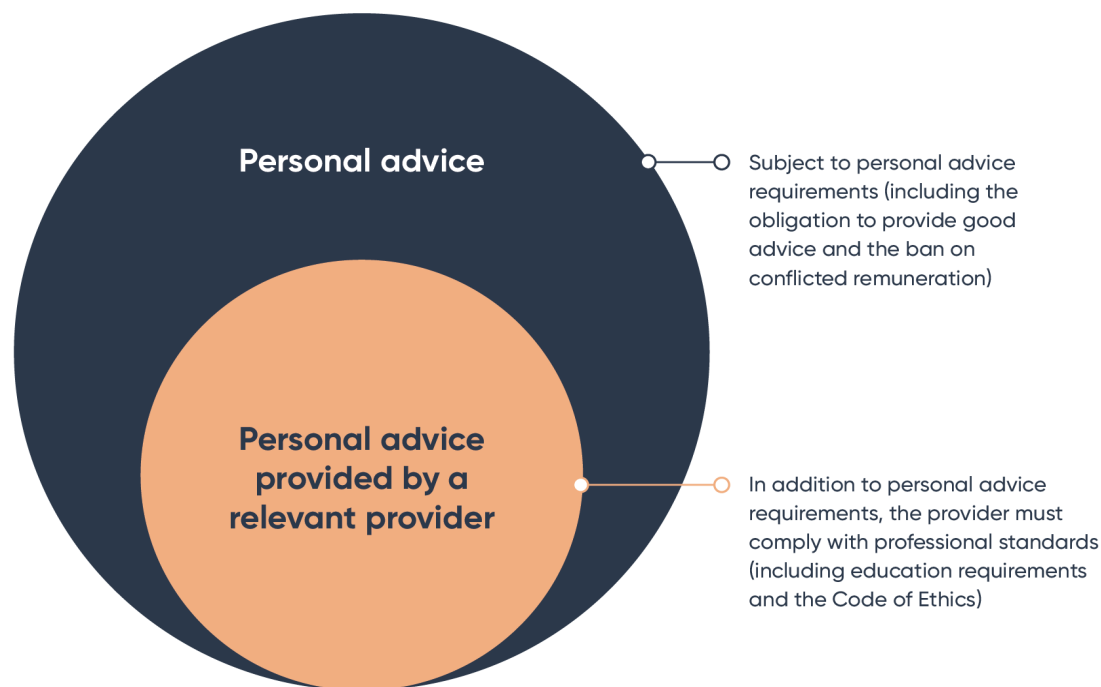 Personal advice
Subject to personal advice
requirements (including the
obligation to provide good
advice and the ban on
conflicted remuneration)
Personal advice
provided by a
relevant provider
In addition to personal advice
requirements, the provider must
comply with professional standards
(including education requirements
and the Code of Ethics)